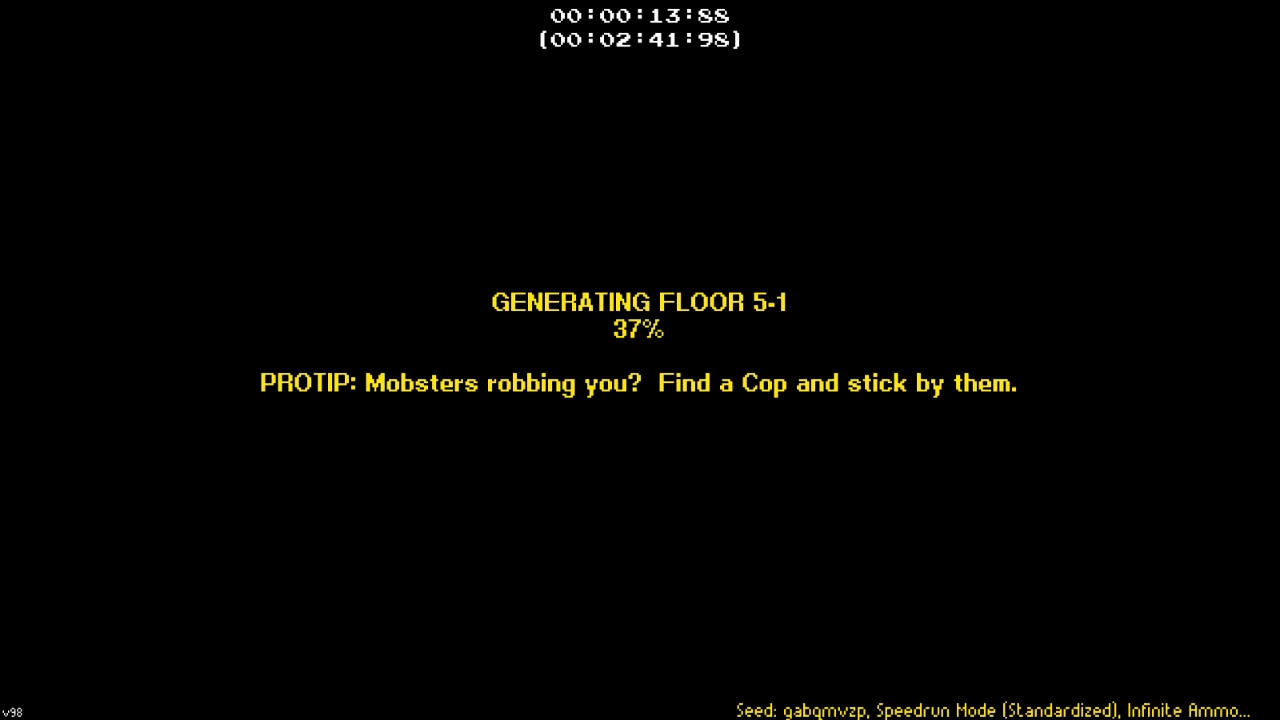 00:00:13:88
[00:02:41:98]
GENERATING FLOOR 5-1
37%
PROTIP: Mobsters robbing you?  Find a Cop and stick by them.
v98
Seed: gabqmvzp, Speedrun Mode (Standardized), Infinite Ammo...